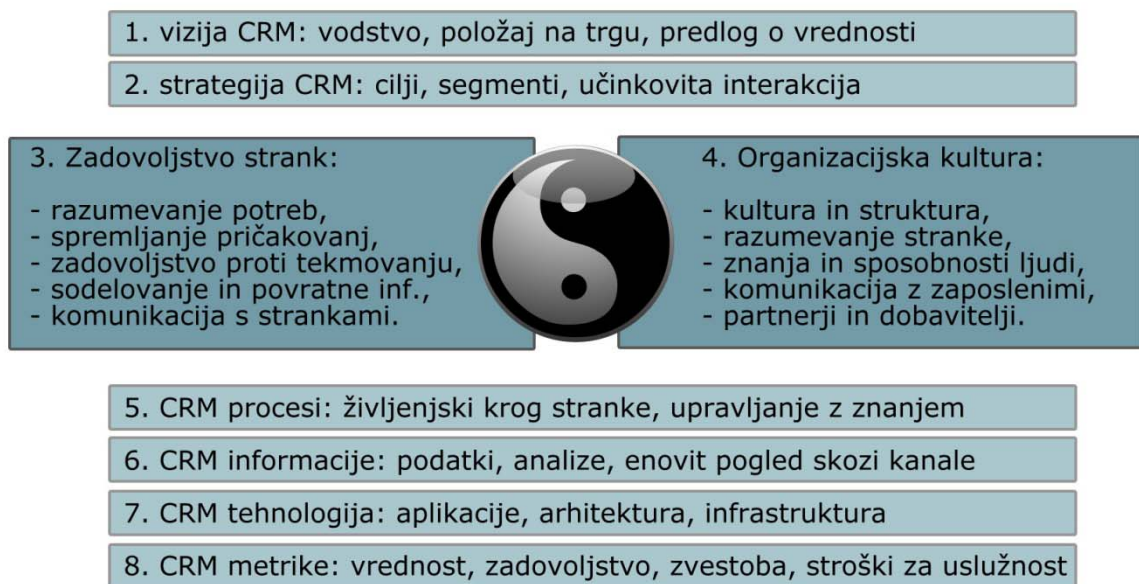 1. vizija CRM: vodstvo, položaj na trgu, predlog o vrednosti
2. strategija CRM: cilji, segmenti, učinkovita interakcija
3. Zadovoljstvo strank:
- razumevanje potreb,
- spremljanje pričakovanj,
- zadovoljstvo proti tekmovanju,
- sodelovanje in povratne inf.,
- komunikacija s strankami.
4. Organizacijska kultura:
- kultura in struktura,
- razumevanje stranke,
- znanja in sposobnosti ljudi,
- komunikacija z zaposlenimi,
- partnerji in dobavitelji.
5. CRM procesi: življenjski krog stranke, upravljanje z znanjem
6. CRM informacije: podatki, analize, enovit pogled skozi kanale
7. CRM tehnologija: aplikacije, arhitektura, infrastruktura
8. CRM metrike: vrednost, zadovoljstvo, zvestoba, stroški za uslužnost